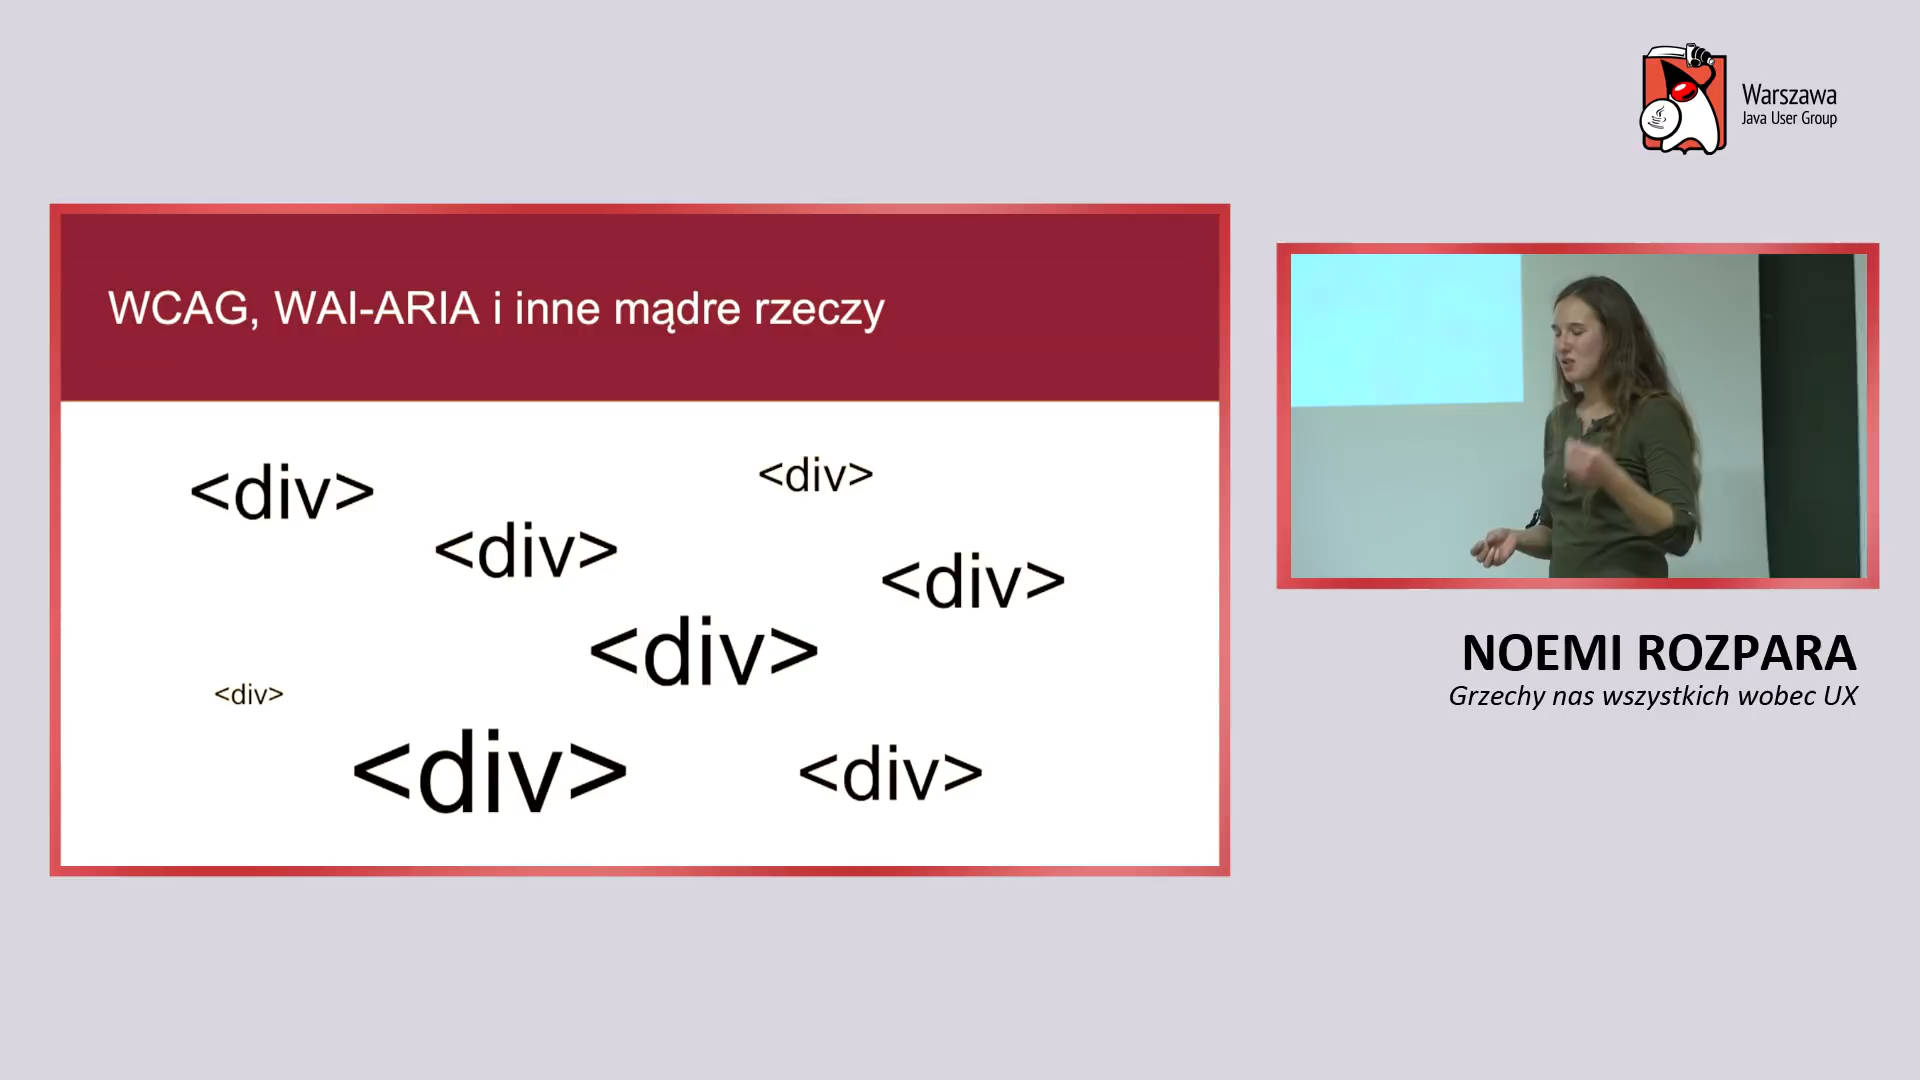 Warszawa
Java User Group
WCAG, WAI-ARIA i inne mądre rzeczy
<div>
<div>
<div>
<div>
<div>
<div>
<div>
<div>
NOEMI ROZPARA
Grzechy nas wszystkich wobec UX